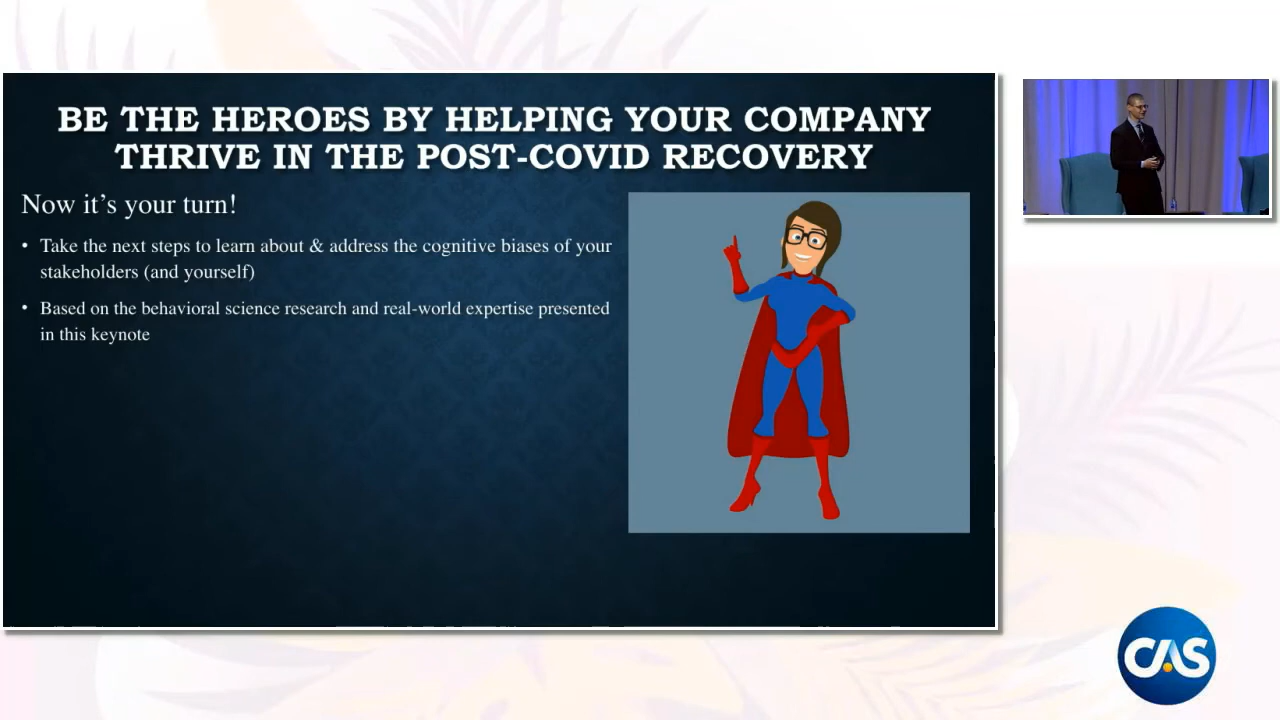 BE THE HEROES BY HELPING YOUR COMPANY
THRIVE IN THE POST-COVID RECOVERY
Now it's your turn!
• Take the next steps to learn about & address the cognitive biases of your
stakeholders (and yourself)
• Based on the behavioral science research and real-world expertise presented
in this keynote
CAS